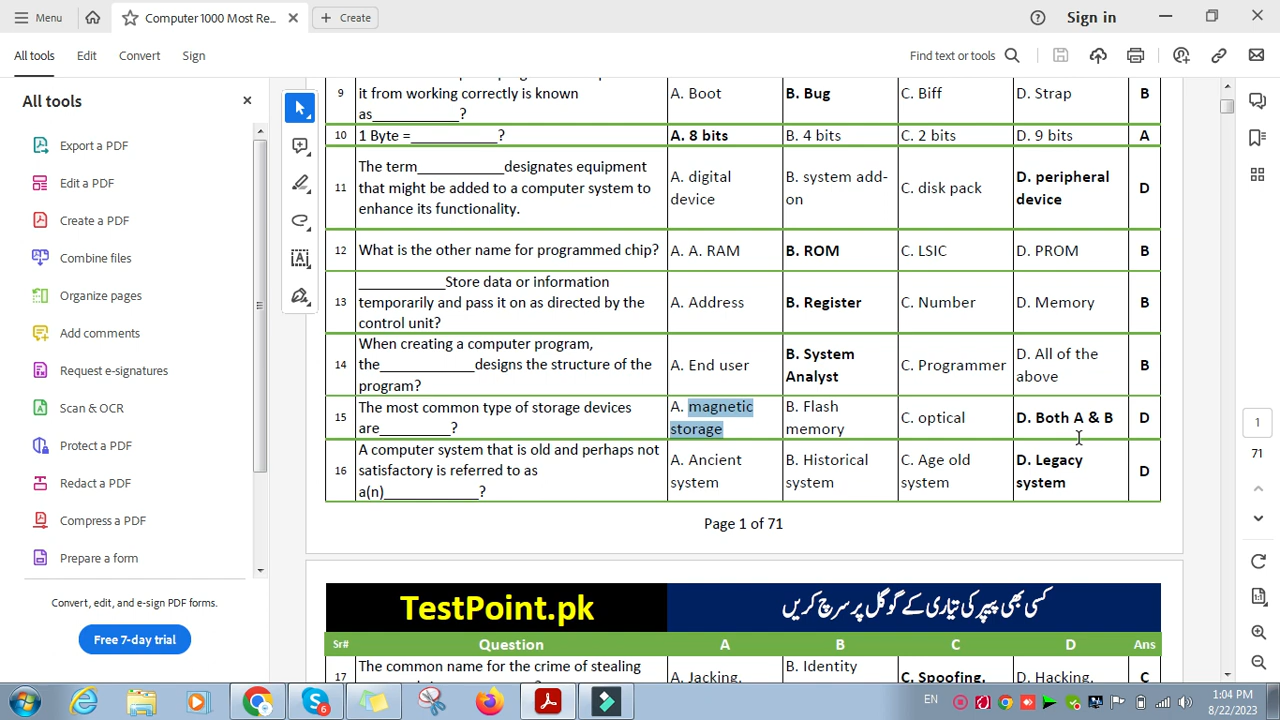 Menu
Computer 1000 Most Re...
Create
Sign in
All tools
Edit
Convert
Sign
Find text or tools
All tools
Export a PDF
Edit a PDF
Create a PDF
Combine files
Organize pages
Add comments
Request e-signatures
Scan & OCR
Protect a PDF
Redact a PDF
Compress a PDF
Prepare a form
Convert, edit, and e-sign PDF forms.
Free 7-day trial
9
it from working correctly is known
as____________?
A. Boot
B. Bug
C. Biff
D. Strap
B
10
1 Byte =____________?
A. 8 bits
B. 4 bits
C. 2 bits
D. 9 bits
A
11
The term____________designates equipment
that might be added to a computer system to
enhance its functionality.
A. digital
device
B. system add-
on
C. disk pack
D. peripheral
device
D
12
What is the other name for programmed chip?
A. A. RAM
B. ROM
C. LSIC
D. PROM
B
13
____________Store data or information
temporarily and pass it on as directed by the
control unit?
A. Address
B. Register
C. Number
D. Memory
B
14
When creating a computer program,
the_____________designs the structure of the
program?
A. End user
B. System
Analyst
C. Programmer
D. All of the
above
B
15
The most common type of storage devices
are__________?
A. magnetic
storage
B. Flash
memory
C. optical
D. Both A & B
D
16
A computer system that is old and perhaps not
satisfactory is referred to as
a(n)_____________?
A. Ancient
system
B. Historical
system
C. Age old
system
D. Legacy
system
D
Page 1 of 71
TestPoint.pk
کسی بھی پیپر کی تیاری کے گوگل پر سرچ کریں
Sr#
Question
A
B
C
D
Ans
17
The common name for the crime of stealing
A. Jacking.
B. Identity
C. Spoofing.
D. Hacking.
C
1
71
6
EN
1:04 PM
8/22/2023